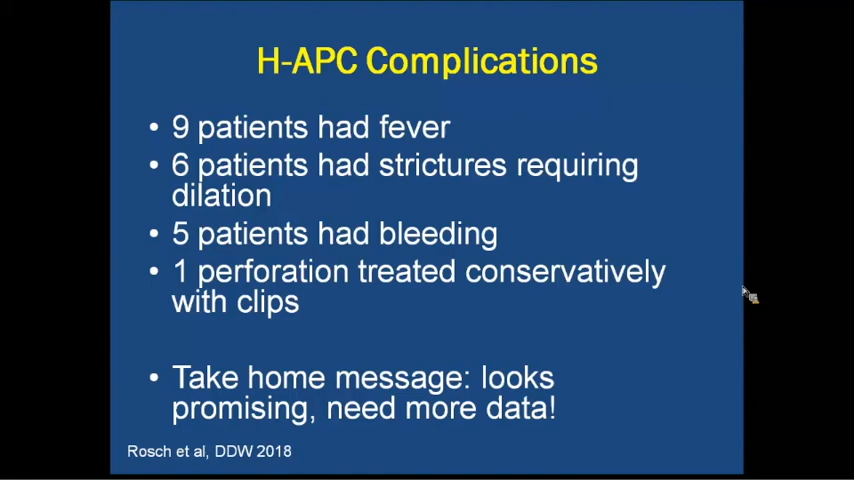 H-APC Complications
• 9 patients had fever
• 6 patients had strictures requiring
dilation
• 5 patients had bleeding
• 1 perforation treated conservatively
with clips
• Take home message: looks
promising, need more data!
Rosch et al, DDW 2018